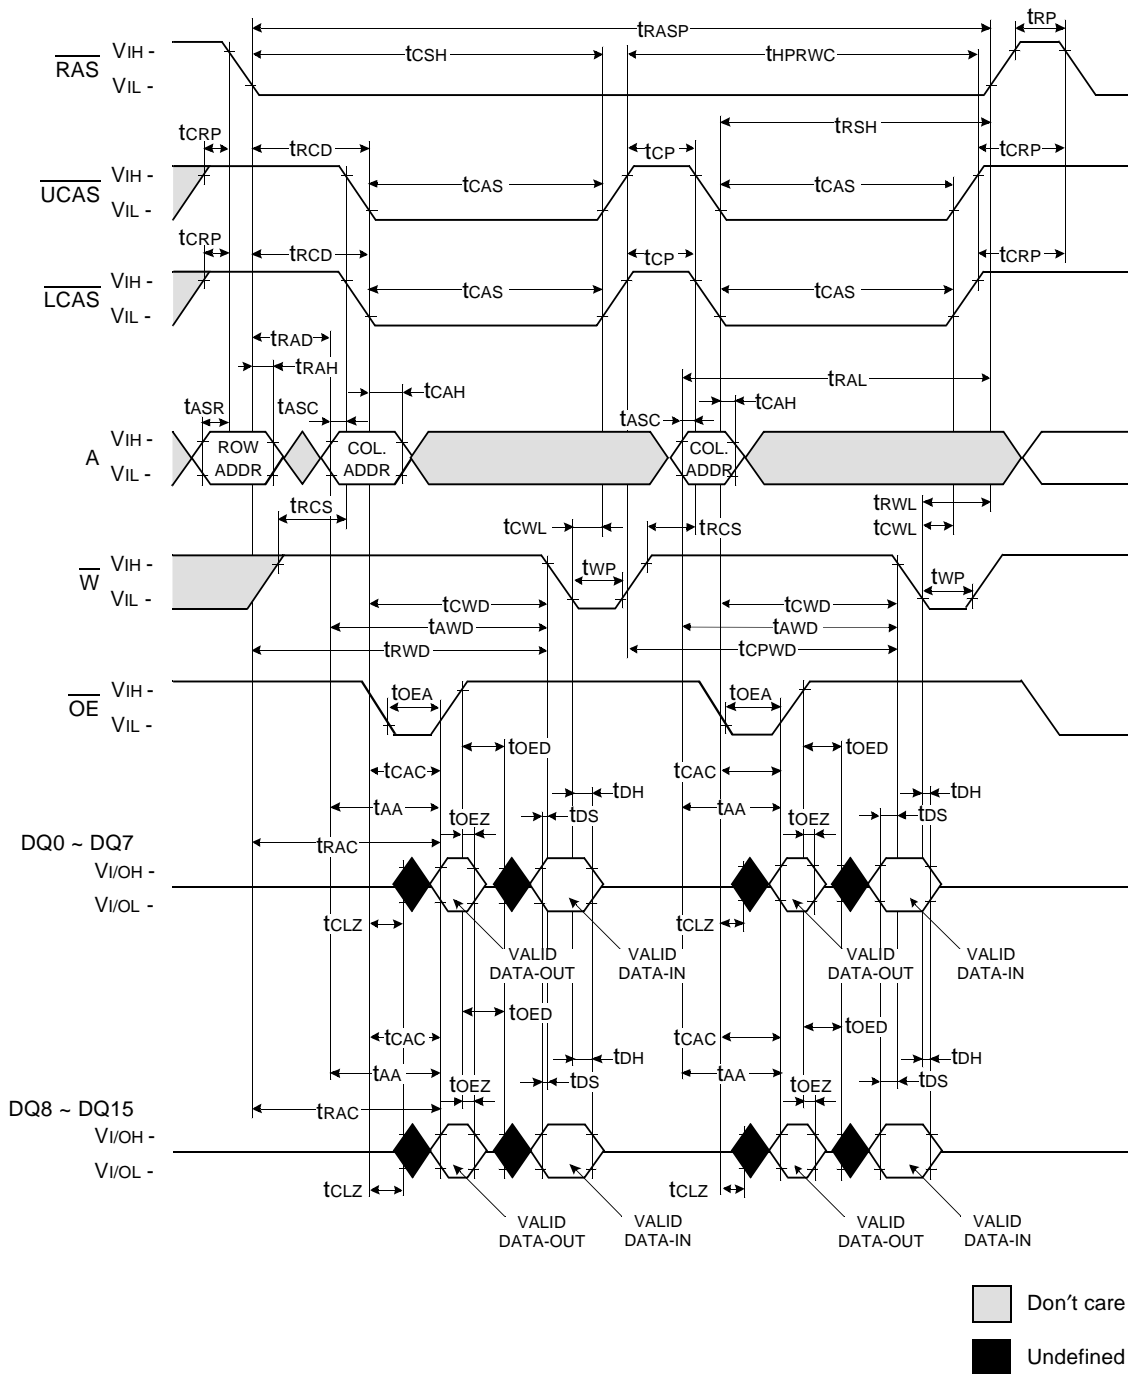 tRASP
tRP
RAS
VIH -
VIL -
tCSH
tHPRWC
tRSH
tCRP
tRCD
tCP
tCRP
UCAS
VIH -
VIL -
tCAS
tCAS
tCRP
tRCD
tCP
tCRP
LCAS
VIH -
VIL -
tCAS
tCAS
tRAD
tRAH
tCAH
tRAL
tASR
tASC
tASC
tCAH
A
VIH -
VIL -
ROW
ADDR
COL.
ADDR
COL.
ADDR
tRCS
tCWL
tRCS
tRWL
tCWL
W
VIH -
VIL -
tWP
tWP
tCWD
tCWD
tAWD
tAWD
tRWD
tCPWD
OE
VIH -
VIL -
tOEA
tOEA
tOED
tOED
tCAC
tCAC
tDH
tDH
tAA
tOEZ
tDS
tAA
tOEZ
tDS
tRAC
DQ0 ~ DQ7
VI/OH -
VI/OL -
tCLZ
tCLZ
VALID
DATA-OUT
VALID
DATA-IN
VALID
DATA-OUT
VALID
DATA-IN
tOED
tOED
tCAC
tCAC
tDH
tDH
tAA
tOEZ
tDS
tAA
tOEZ
tDS
tRAC
DQ8 ~ DQ15
VI/OH -
VI/OL -
tCLZ
tCLZ
VALID
DATA-OUT
VALID
DATA-IN
VALID
DATA-OUT
VALID
DATA-IN
Don′t care
Undefined